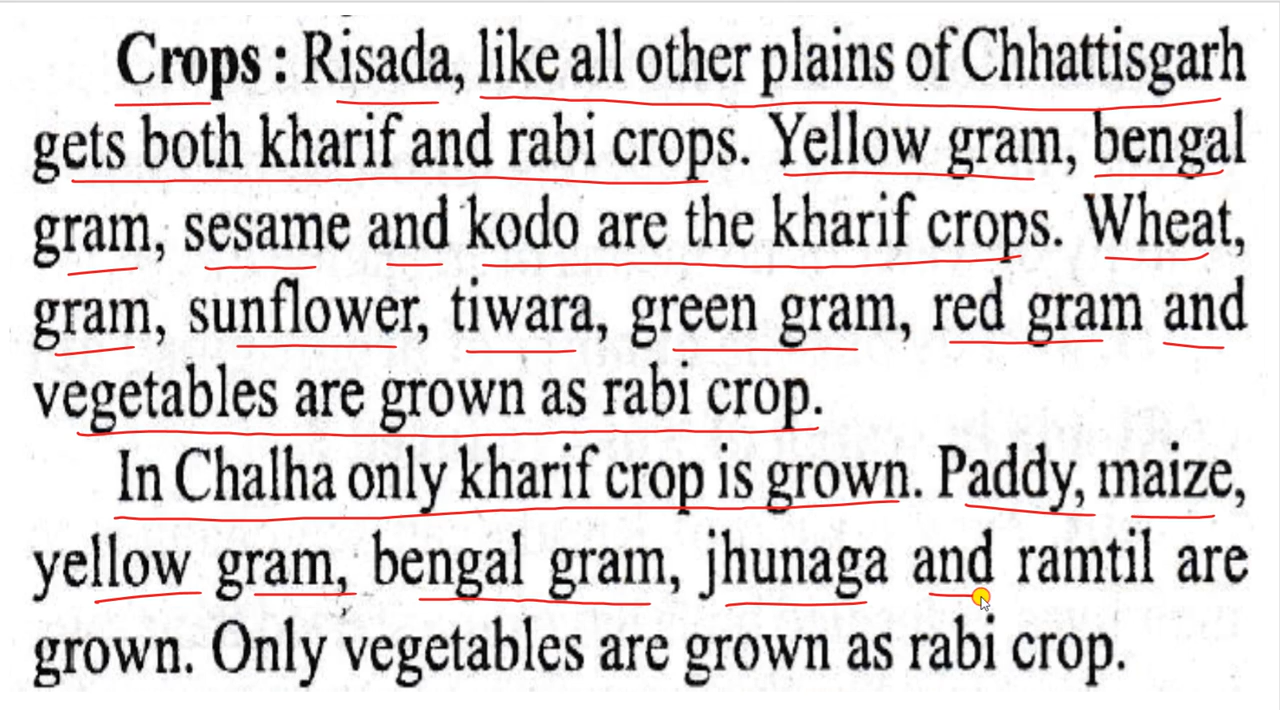 Crops : Risada, like all other plains of Chhattisgarh
gets both kharif and rabi crops. Yellow gram, bengal
gram, sesame and kodo are the kharif crops. Wheat,
gram, sunflower, tiwara, green gram, red gram and
vegetables are grown as rabi crop.
In Chalha only kharif crop is grown. Paddy, maize,
yellow gram, bengal gram, jhunaga and ramtil are
grown. Only vegetables are grown as rabi crop.